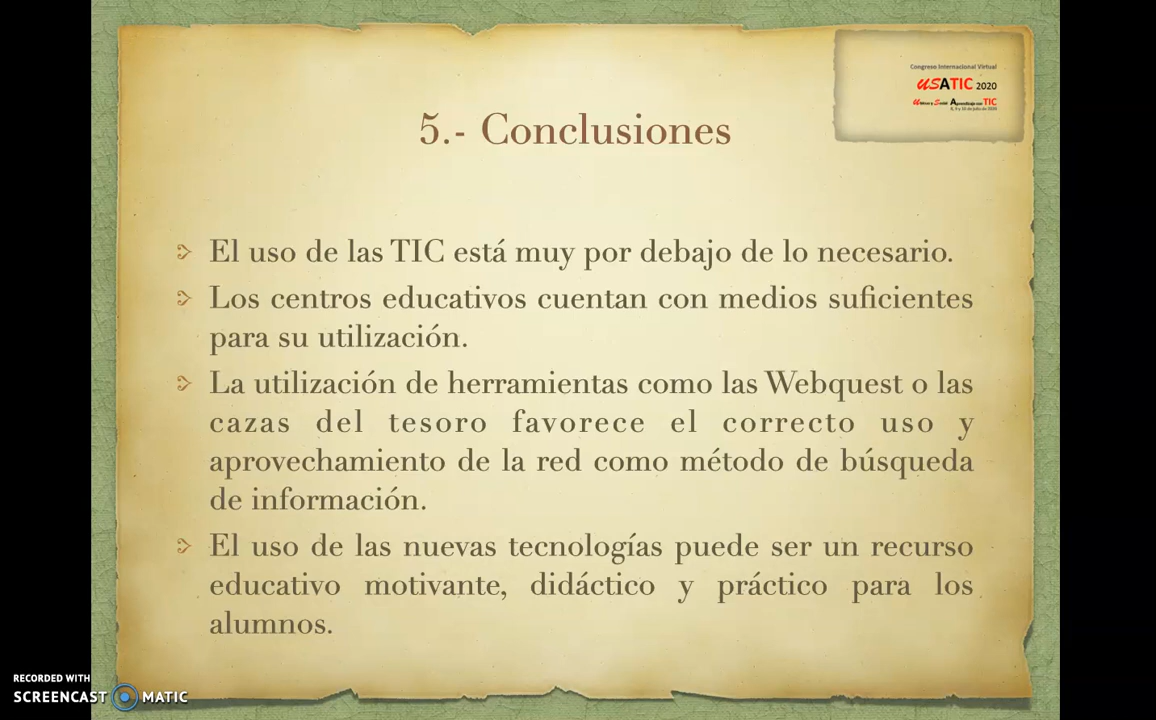 Congreso Internacional Virtual
USATIC 2020
Ubicuo y Social: Aprendizaje con TIC
5.- Conclusiones
El uso de las TIC está muy por debajo de lo necesario.
Los centros educativos cuentan con medios suficientes
para su utilización.
La utilización de herramientas como las Webquest o las
cazas del tesoro favorece el correcto uso y
aprovechamiento de la red como método de búsqueda
de información.
El uso de las nuevas tecnologías puede ser un recurso
educativo motivante, didáctico y práctico para los
alumnos.
RECORDED WITH
SCREENCAST MATIC